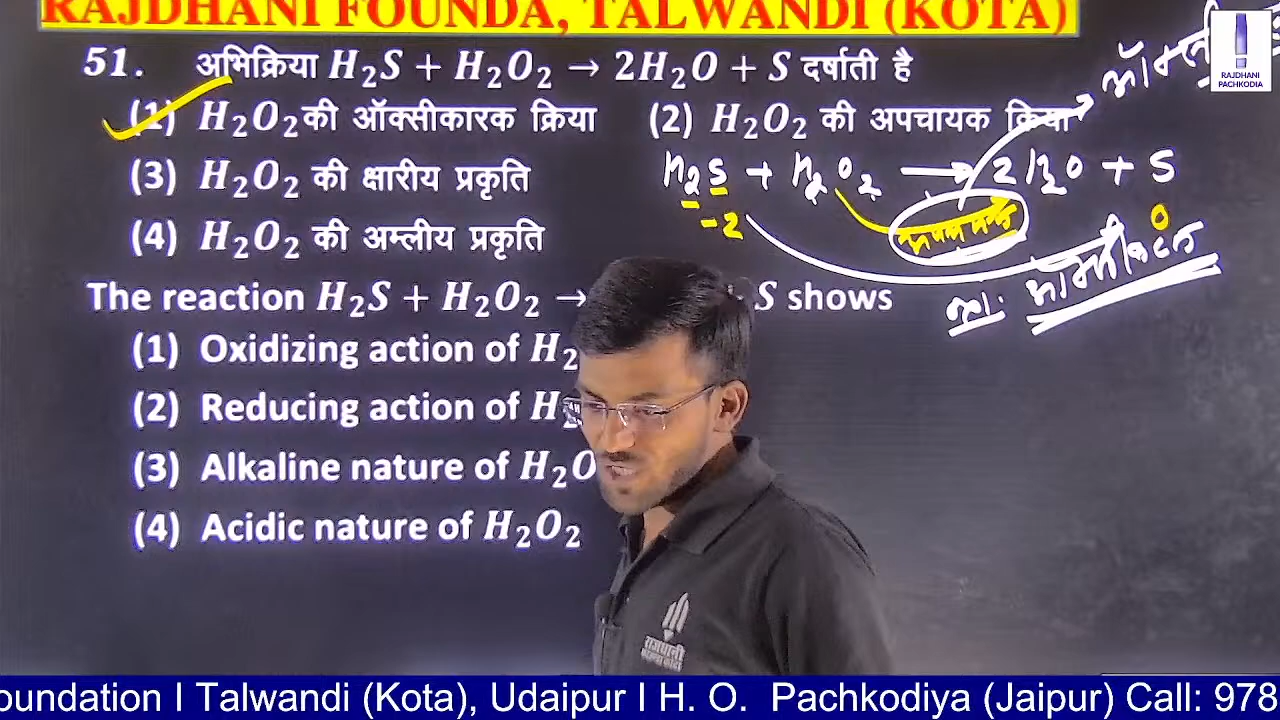 RAJDHANI FOUNDA, TALWANDI (KOTA)
RAJDHANI
PACHKODIA
51. अभिक्रिया H₂S + H₂O₂ → 2H₂O + S दर्षाती है
(1) H₂O₂की ऑक्सीकारक क्रिया (2) H₂O₂ की अपचायक क्रिया
H₂S + H₂O₂ → 2H₂O + S
-2
0
(3) H₂O₂ की क्षारीय प्रकृति
(4) H₂O₂ की अम्लीय प्रकृति
का:
The reaction H₂S + H₂O₂ → S shows
(1) Oxidizing action of H₂
(2) Reducing action of H
(3) Alkaline nature of H₂O
(4) Acidic nature of H₂O₂
राजधानी
oundation I Talwandi (Kota), Udaipur I H. O. Pachkodiya (Jaipur) Call: 978